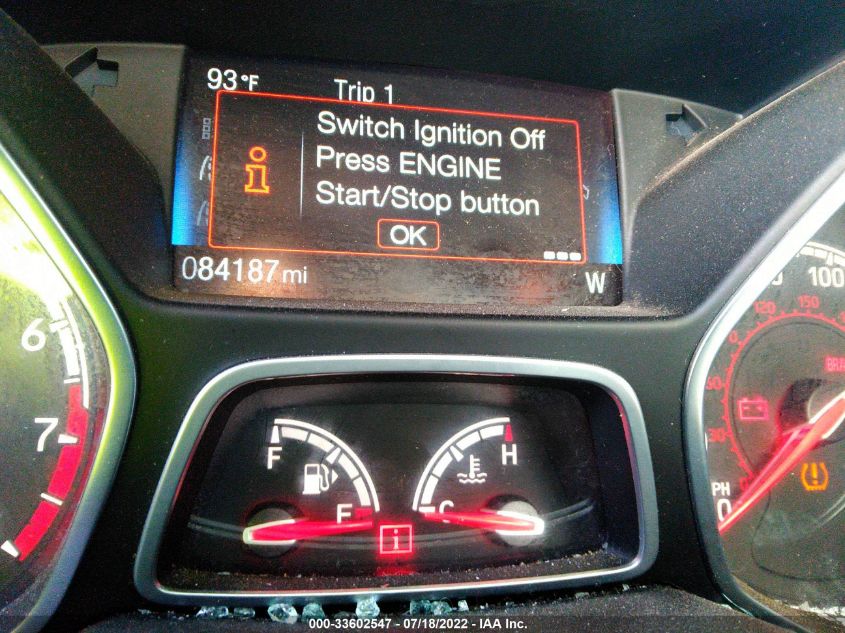 93°F
Trip 1
Switch Ignition Off
Press ENGINE
Start/Stop button
OK
084187 mi
W
6
7
F
E
H
C
100
120
150
0
000-33602547 - 07/18/2022 - IAA Inc.